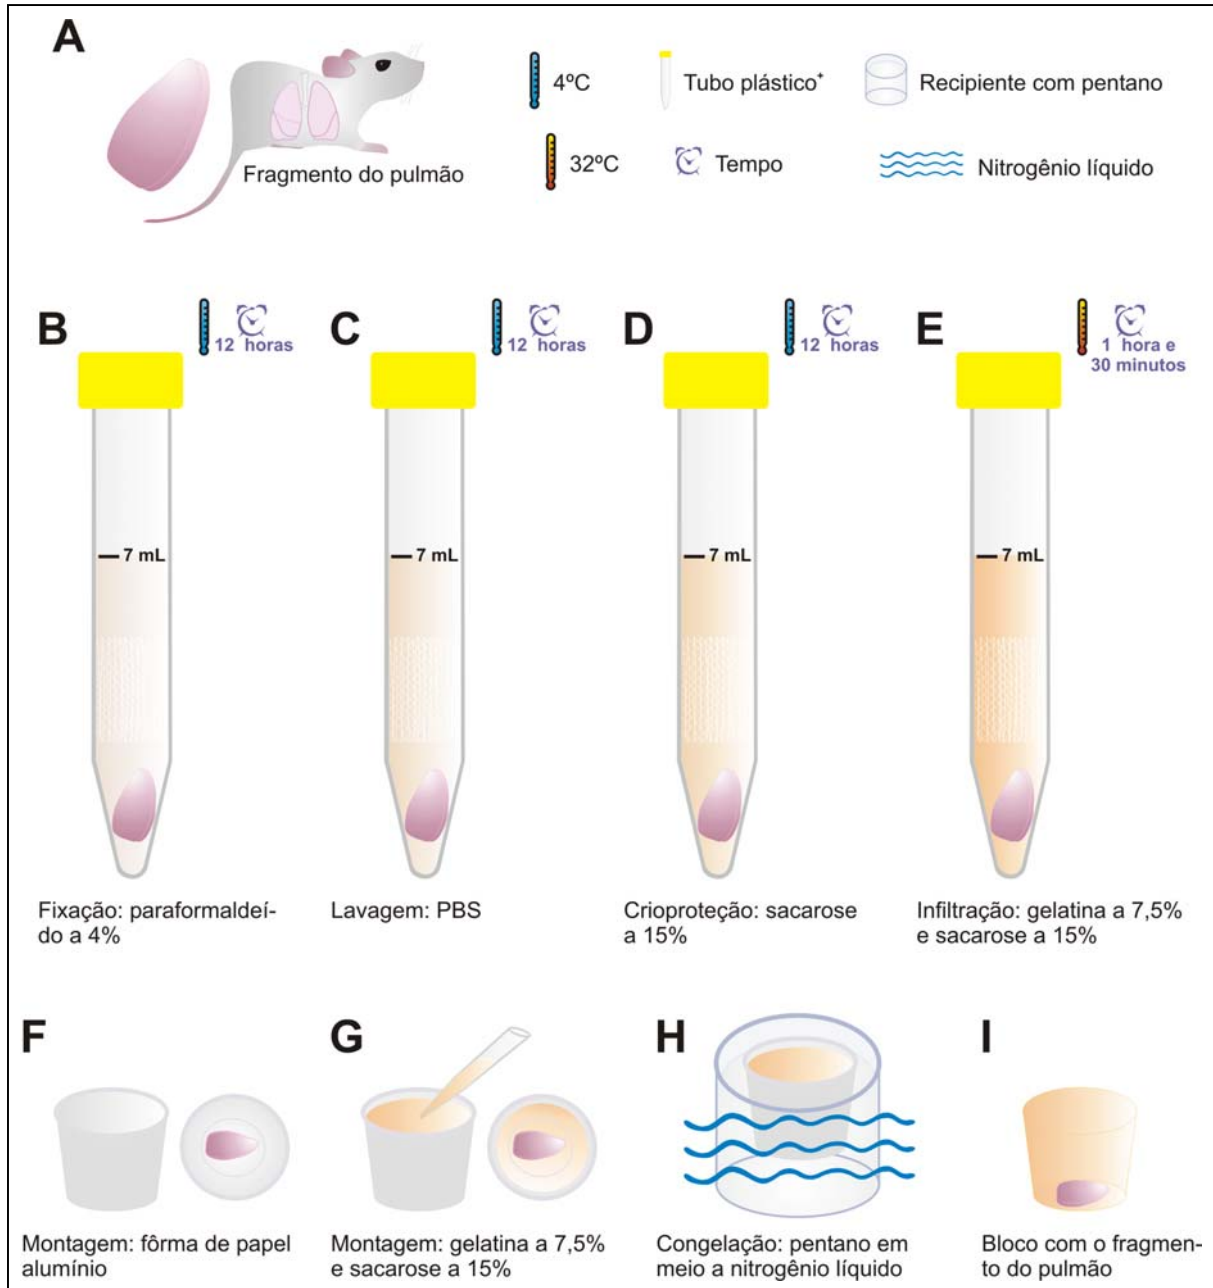 A
Fragmento do pulmão
4ºC
Tubo plástico+
Recipiente com pentano
32ºC
Tempo
Nitrogênio líquido
B
12 horas
C
12 horas
D
12 horas
E
1 hora e
30 minutos
7 mL
7 mL
7 mL
7 mL
Fixação: paraformaldeí-
do a 4%
Lavagem: PBS
Crioproteção: sacarose
a 15%
Infiltração: gelatina a 7,5%
e sacarose a 15%
F
G
H
I
Montagem: fôrma de papel
alumínio
Montagem: gelatina a 7,5%
e sacarose a 15%
Congelação: pentano em
meio a nitrogênio líquido
Bloco com o fragmen-
to do pulmão